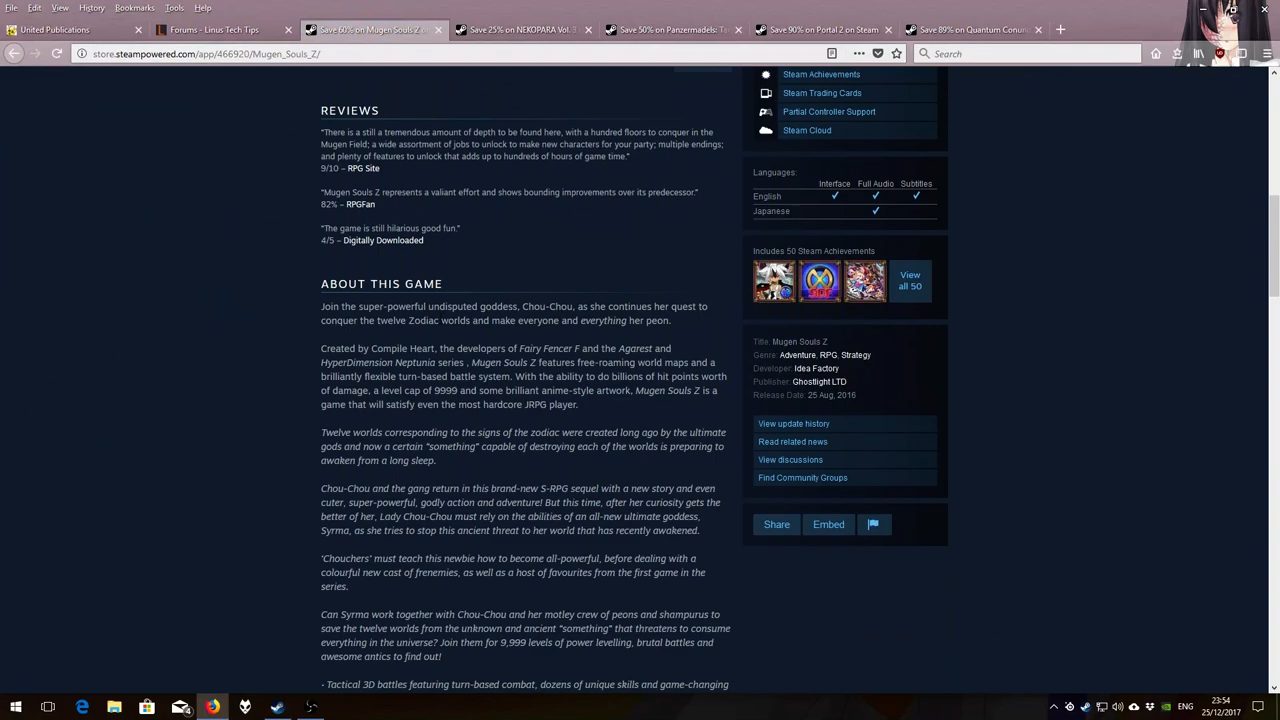 File Edit View History Bookmarks Tools Help
United Publications
Forums - Linus Tech Tips
Save 60% on Mugen Souls Z
Save 25% on NEKOPARA Vol. 3
Save 50% on Panzermadels:
Save 90% on Portal 2 on Steam
Save 89% on Quantum Conun
store.steampowered.com/app/466920/Mugen_Souls_Z/
Search
REVIEWS
"There is a still a tremendous amount of depth to be found here, with a hundred floors to conquer in the
Mugen Field; a wide assortment of jobs to unlock to make new characters for your party; multiple endings;
and plenty of features to unlock that adds up to hundreds of hours of game time."
9/10 – RPG Site
"Mugen Souls Z represents a valiant effort and shows bounding improvements over its predecessor."
82% – RPGFan
"The game is still hilarious good fun."
4/5 – Digitally Downloaded
ABOUT THIS GAME
Join the super-powerful undisputed goddess, Chou-Chou, as she continues her quest to
conquer the twelve Zodiac worlds and make everyone and everything her peon.
Created by Compile Heart, the developers of Fairy Fencer F and the Agarest and
HyperDimension Neptunia series , Mugen Souls Z features free-roaming world maps and a
brilliantly flexible turn-based battle system. With the ability to do billions of hit points worth
of damage, a level cap of 9999 and some brilliant anime-style artwork, Mugen Souls Z is a
game that will satisfy even the most hardcore JRPG player.
Twelve worlds corresponding to the signs of the zodiac were created long ago by the ultimate
gods and now a certain "something" capable of destroying each of the worlds is preparing to
awaken from a long sleep.
Chou-Chou and the gang return in this brand-new S-RPG sequel with a new story and even
cuter, super-powerful, godly action and adventure! But this time, after her curiosity gets the
better of her, Lady Chou-Chou must rely on the abilities of an all-new ultimate goddess,
Syrma, as she tries to stop this ancient threat to her world that has recently awakened.
'Chouchers' must teach this newbie how to become all-powerful, before dealing with a
colourful new cast of frenemies, as well as a host of favourites from the first game in the
series.
Can Syrma work together with Chou-Chou and her motley crew of peons and shampurus to
save the twelve worlds from the unknown and ancient "something" that threatens to consume
everything in the universe? Join them for 9,999 levels of power levelling, brutal battles and
awesome antics to find out!
- Tactical 3D battles featuring turn-based combat, dozens of unique skills and game-changing
Steam Achievements
Steam Trading Cards
Partial Controller Support
Steam Cloud
Languages:
Interface Full Audio Subtitles
English ✔ ✔ ✔
Japanese ✔
Includes 50 Steam Achievements
View
all 50
Title: Mugen Souls Z
Genre: Adventure, RPG, Strategy
Developer: Idea Factory
Publisher: Ghostlight LTD
Release Date: 25 Aug, 2016
View update history
Read related news
View discussions
Find Community Groups
Share
Embed
ENG
23:54
25/12/2017